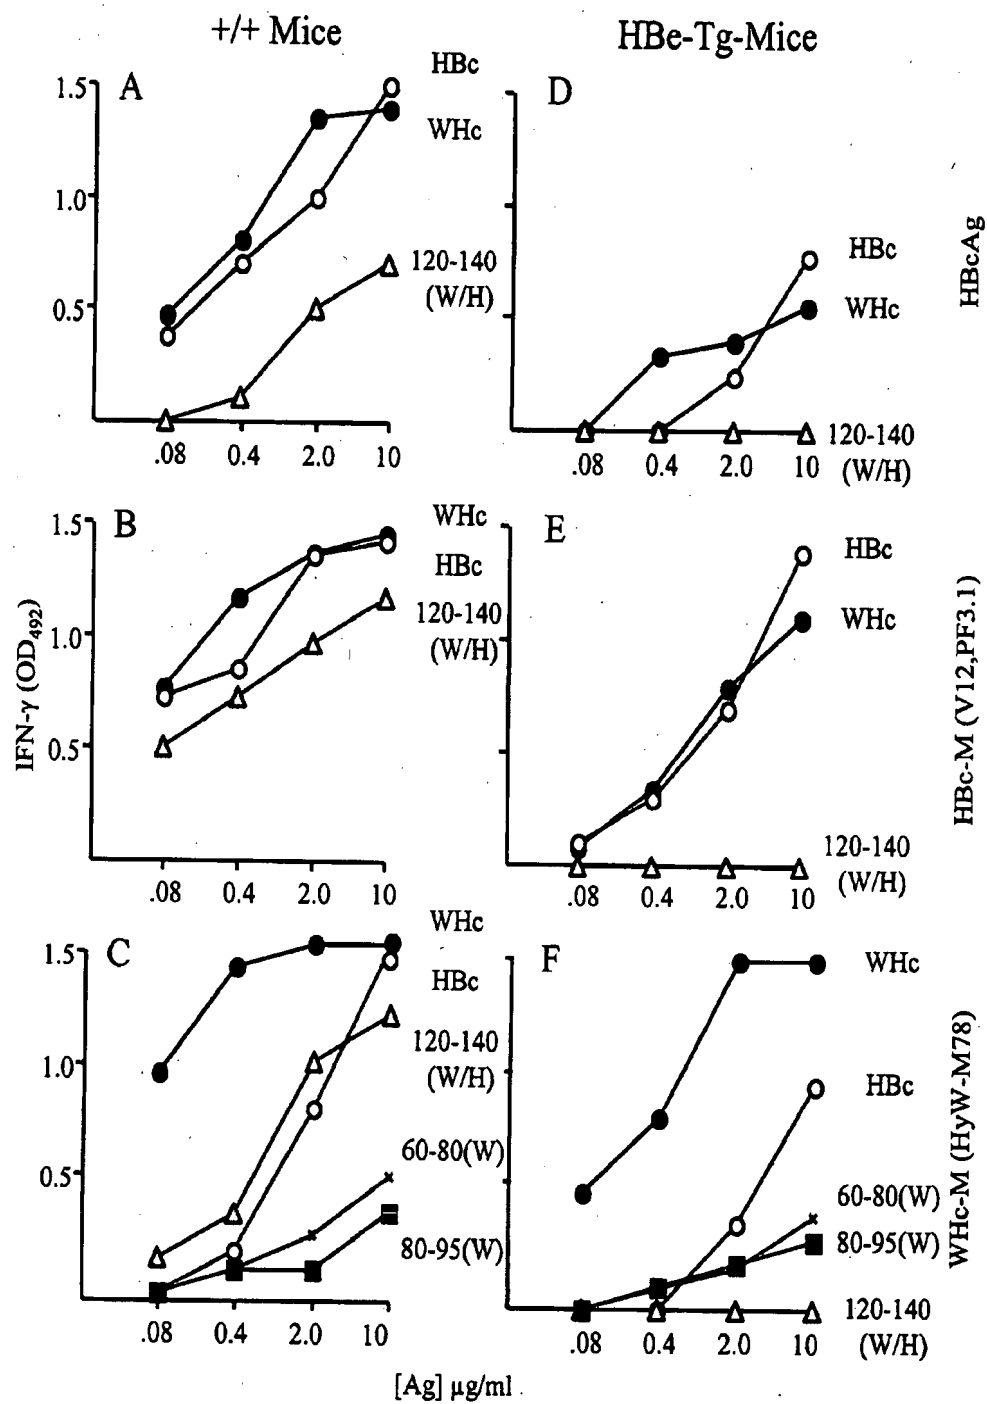 +/+ Mice
HBe-Tg-Mice
A
1.5
1.0
0.5
HBc
WHc
120-140
(W/H)
.08 0.4 2.0 10
D
HBc
WHc
120-140
(W/H)
.08 0.4 2.0 10
HBcAg
B
1.5
1.0
0.5
WHc
HBc
120-140
(W/H)
.08 0.4 2.0 10
IFN-γ (OD492)
E
HBc
WHc
120-140
(W/H)
.08 0.4 2.0 10
HBc-M (V12,PF3.1)
C
1.5
1.0
0.5
WHc
HBc
120-140
(W/H)
60-80(W)
80-95(W)
.08 0.4 2.0 10
F
WHc
HBc
60-80(W)
80-95(W)
120-140
(W/H)
.08 0.4 2.0 10
WHc-M (HyW-M78)
[Ag] μg/ml